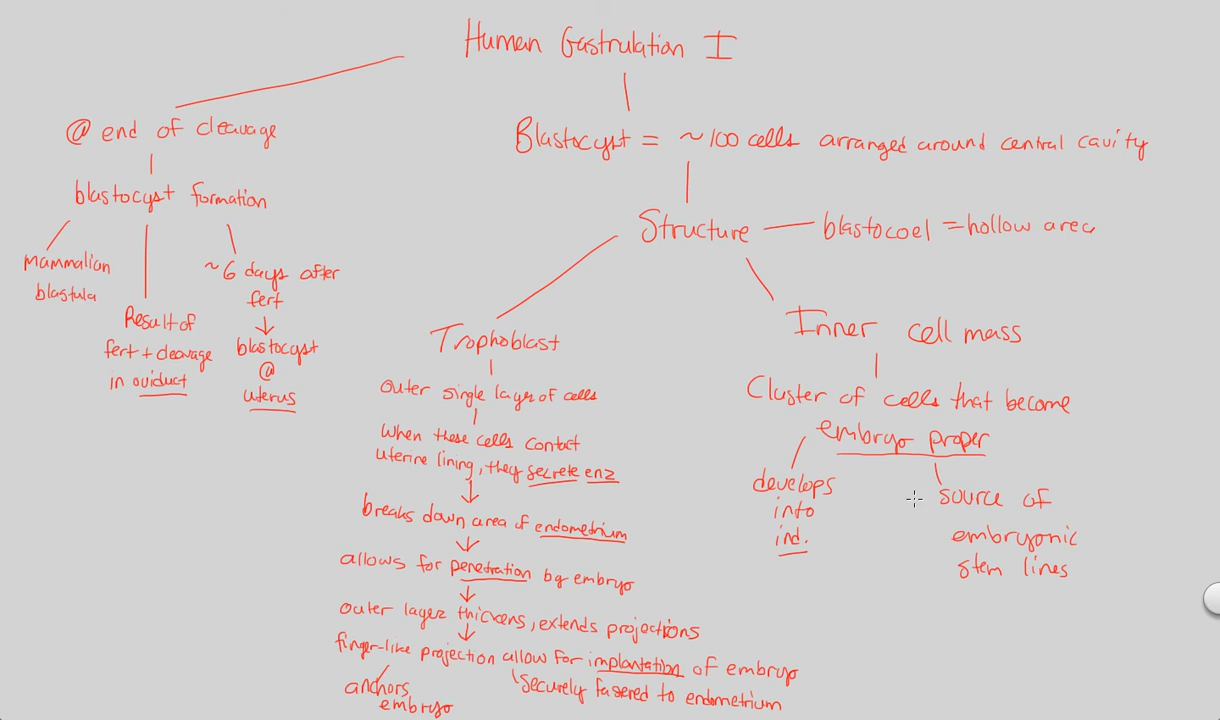 Human Gastrulation I
@ end of cleavage
blastocyst formation
mammalian
blastula
Result of
fert + cleavage
in oviduct
~6 days after
fert
blastocyst
@
uterus
Blastocyst = ~100 cells arranged around central cavity
Structure
blastocoel = hollow area
Trophoblast
outer single layer of cells
When these cells contact
uterine lining, they secrete enz
breaks down area of endometrium
allows for penetration by embryo
outer layer thickens, extends projections
finger-like projection allow for implantation of embryo
anchors
embryo
securely fastered to endometrium
Inner cell mass
Cluster of cells that become
embryo proper
develops
into
ind.
source of
embryonic
stem lines